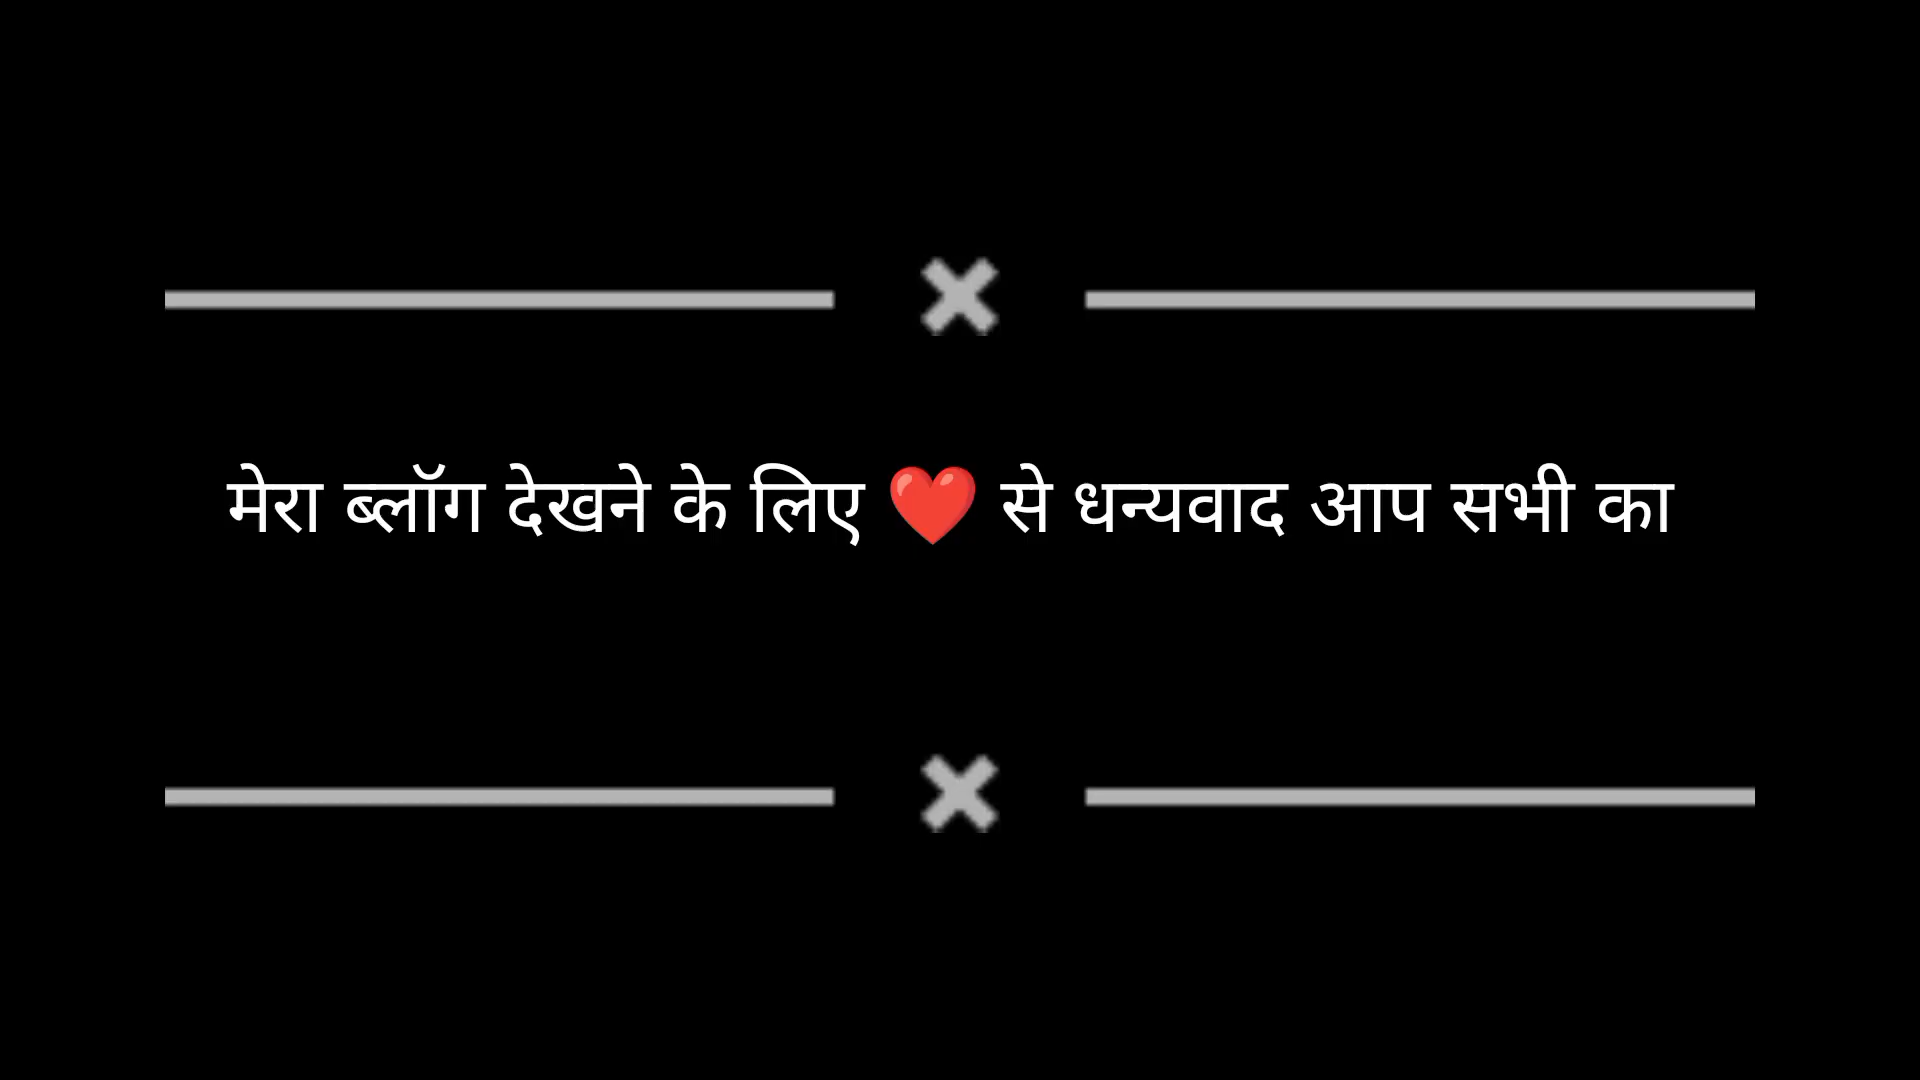 मेरा ब्लॉग देखने के लिए ❤️ से धन्यवाद आप सभी का